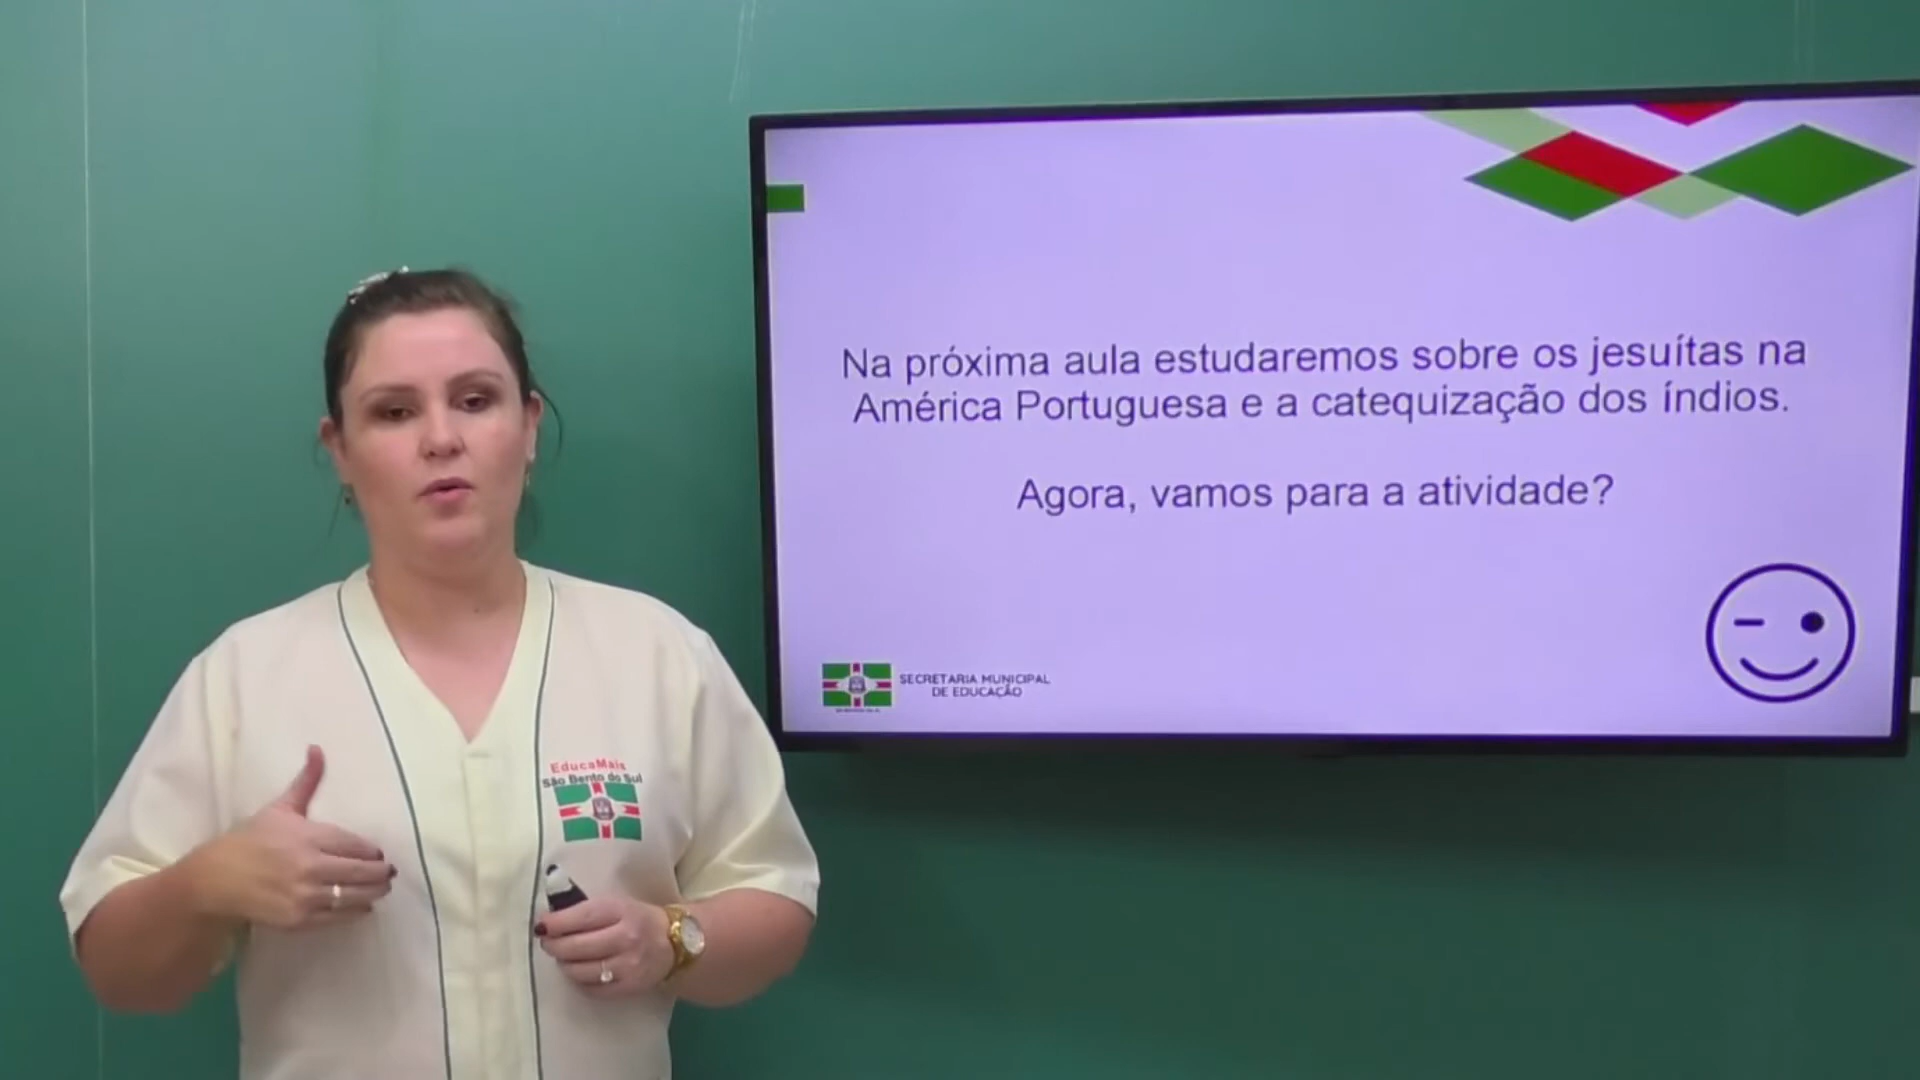 Na próxima aula estudaremos sobre os jesuítas na
América Portuguesa e a catequização dos índios.
Agora, vamos para a atividade?
SECRETARIA MUNICIPAL
DE EDUCAÇÃO
EducaMais
São Bento do Sul